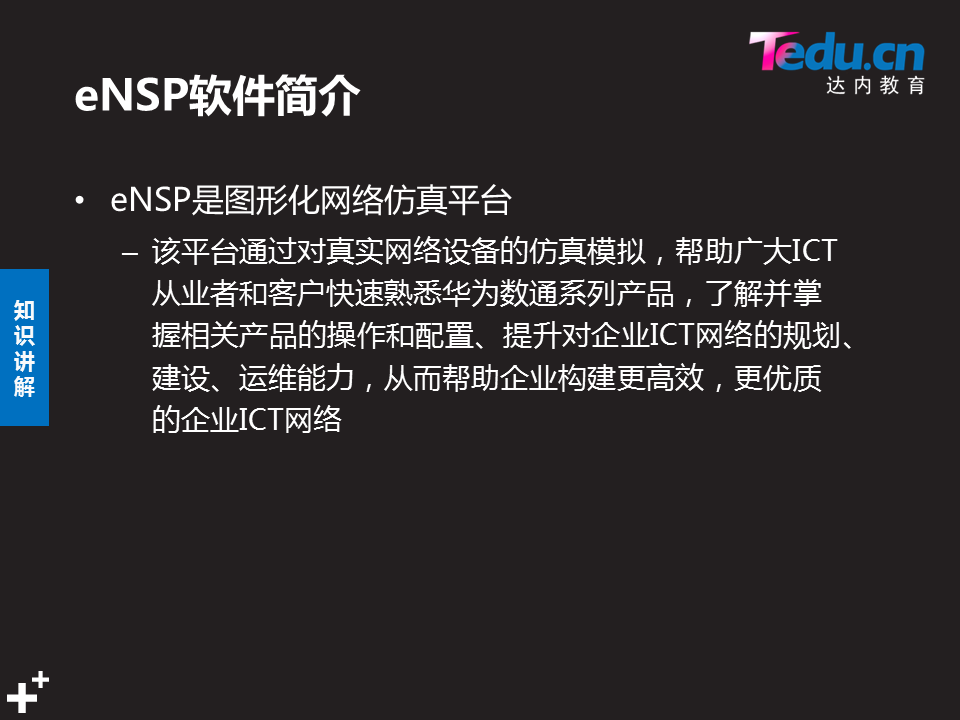 Tedu.cn
达内教育
eNSP软件简介
• eNSP是图形化网络仿真平台
– 该平台通过对真实网络设备的仿真模拟，帮助广大ICT
从业者和客户快速熟悉华为数通系列产品，了解并掌
握相关产品的操作和配置、提升对企业ICT网络的规划、
建设、运维能力，从而帮助企业构建更高效，更优质
的企业ICT网络
知
识
讲
解